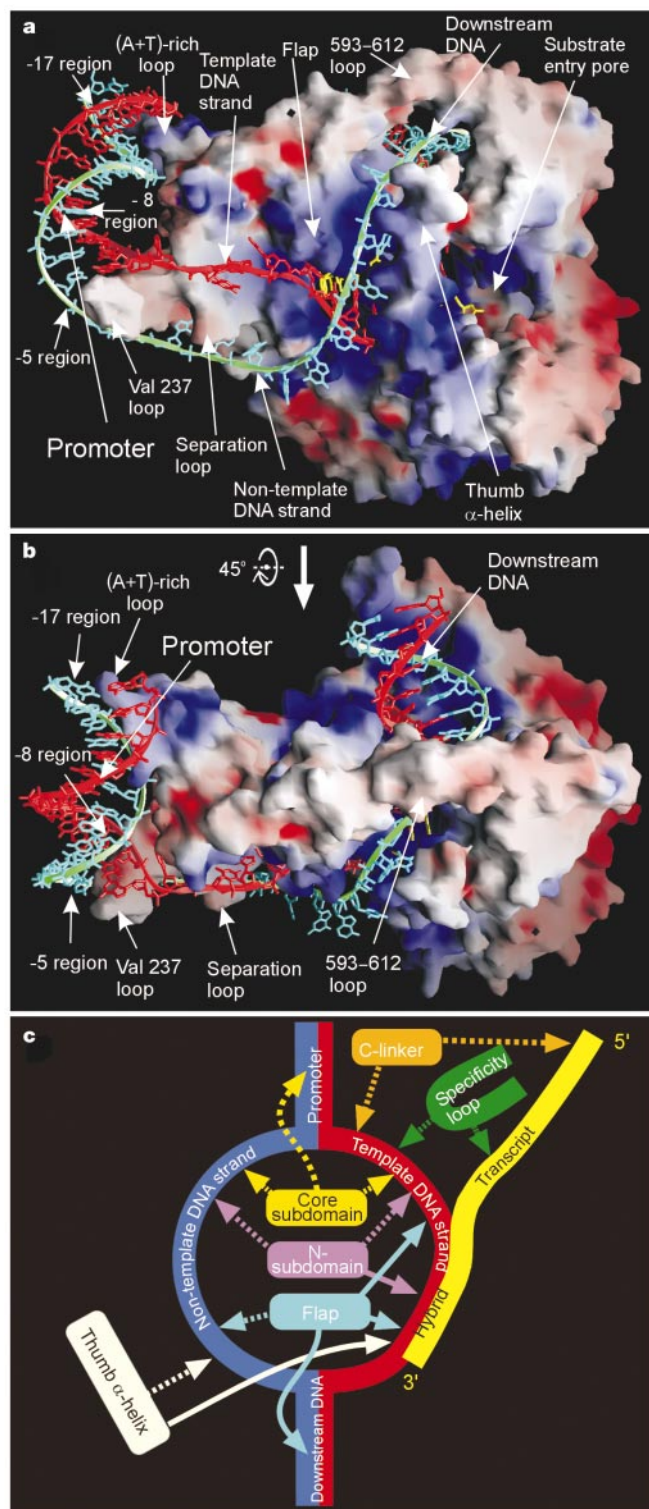 a
(A+T)-rich
loop
-17 region
Template
DNA
strand
Flap
593–612
loop
Downstream
DNA
Substrate
entry pore
- 8
region
-5 region
Val 237
loop
Promoter
Separation
loop
Non-template
DNA strand
Thumb
α-helix
b
45°
(A+T)-rich
loop
-17 region
Promoter
Downstream
DNA
-8 region
-5 region
Val 237
loop
Separation loop
593–612
loop
c
Promoter
C-linker
5'
Specificity
loop
Transcript
Non-template DNA strand
Template DNA strand
Core
subdomain
N-
subdomain
Flap
Hybrid
3'
Thumb α-helix
Downstream DNA